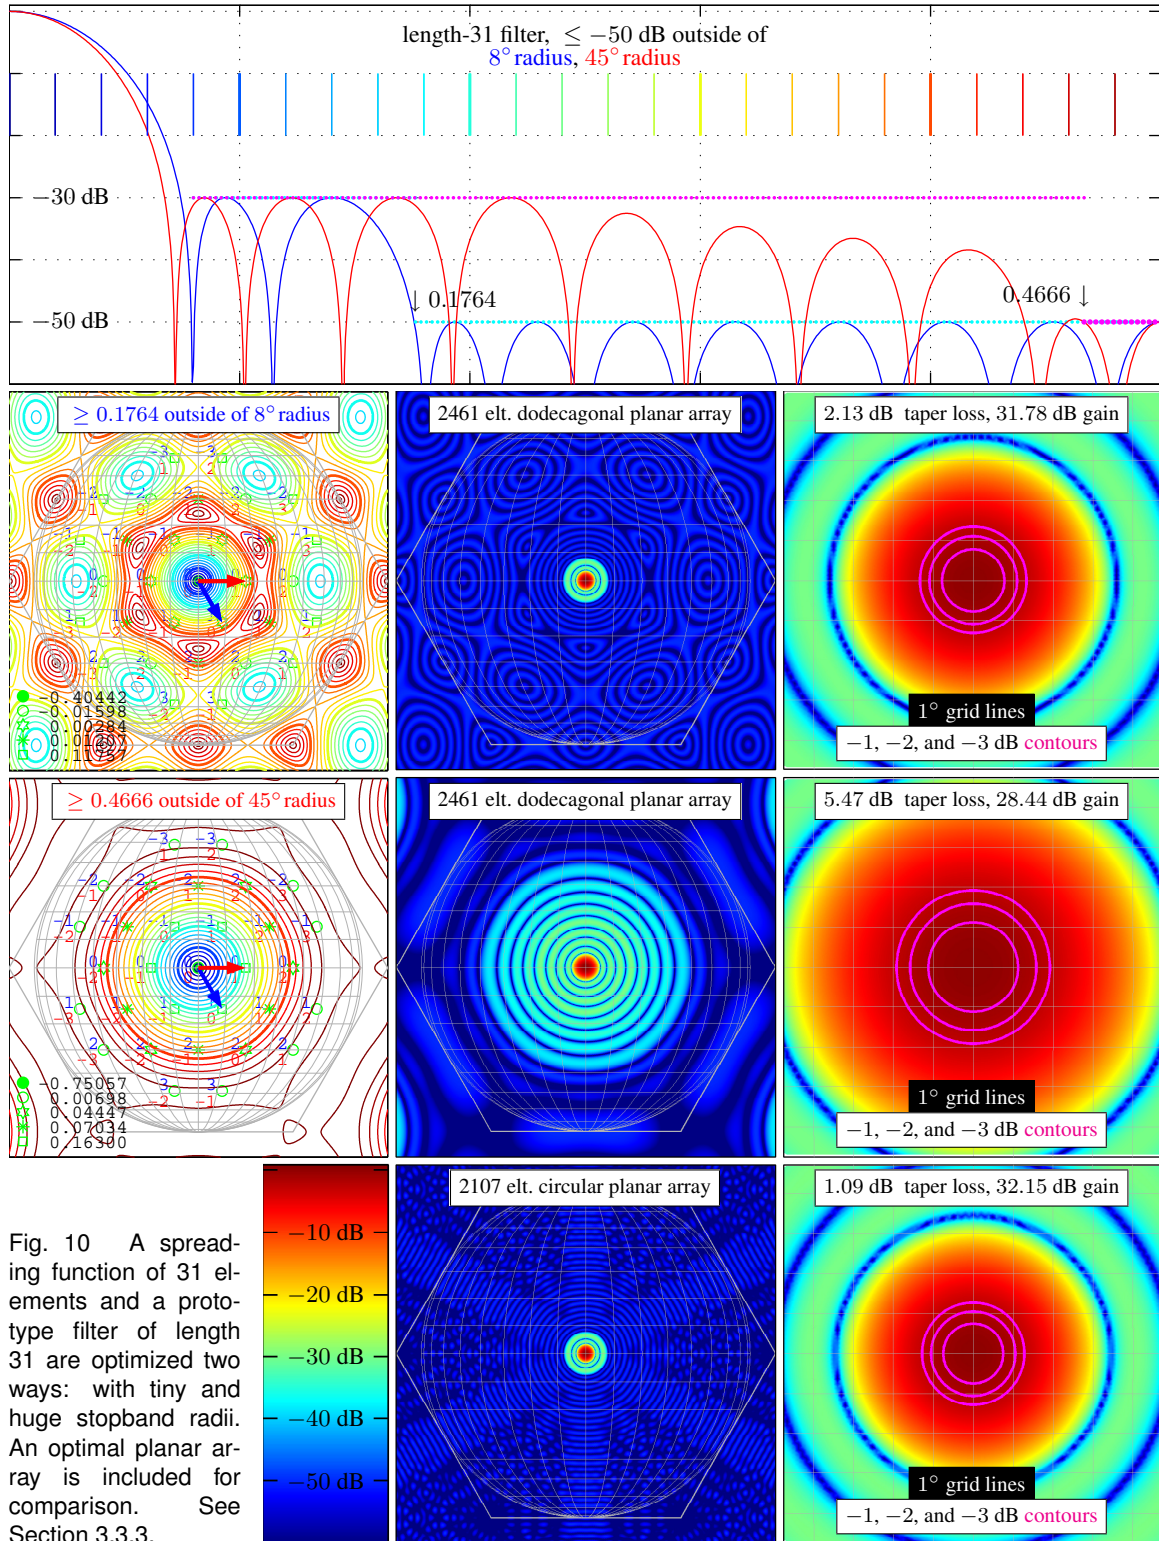 length-31 filter, ≤ −50 dB outside of
8° radius, 45° radius
−30 dB
↓ 0.1764
0.4666 ↓
−50 dB
≥ 0.1764 outside of 8° radius
2461 elt. dodecagonal planar array
2.13 dB taper loss, 31.78 dB gain
−0.40442
−0.01598
−0.00284
0.11757
1° grid lines
−1, −2, and −3 dB contours
≥ 0.4666 outside of 45° radius
2461 elt. dodecagonal planar array
5.47 dB taper loss, 28.44 dB gain
−0.75057
0.00698
0.04447
0.07034
0.16300
1° grid lines
−1, −2, and −3 dB contours
2107 elt. circular planar array
1.09 dB taper loss, 32.15 dB gain
−10 dB
−20 dB
−30 dB
−40 dB
−50 dB
1° grid lines
−1, −2, and −3 dB contours
Fig. 10 A spread-
ing function of 31 el-
ements and a proto-
type filter of length
31 are optimized two
ways: with tiny and
huge stopband radii.
An optimal planar ar-
ray is included for
comparison. See
Section 3.3.3.